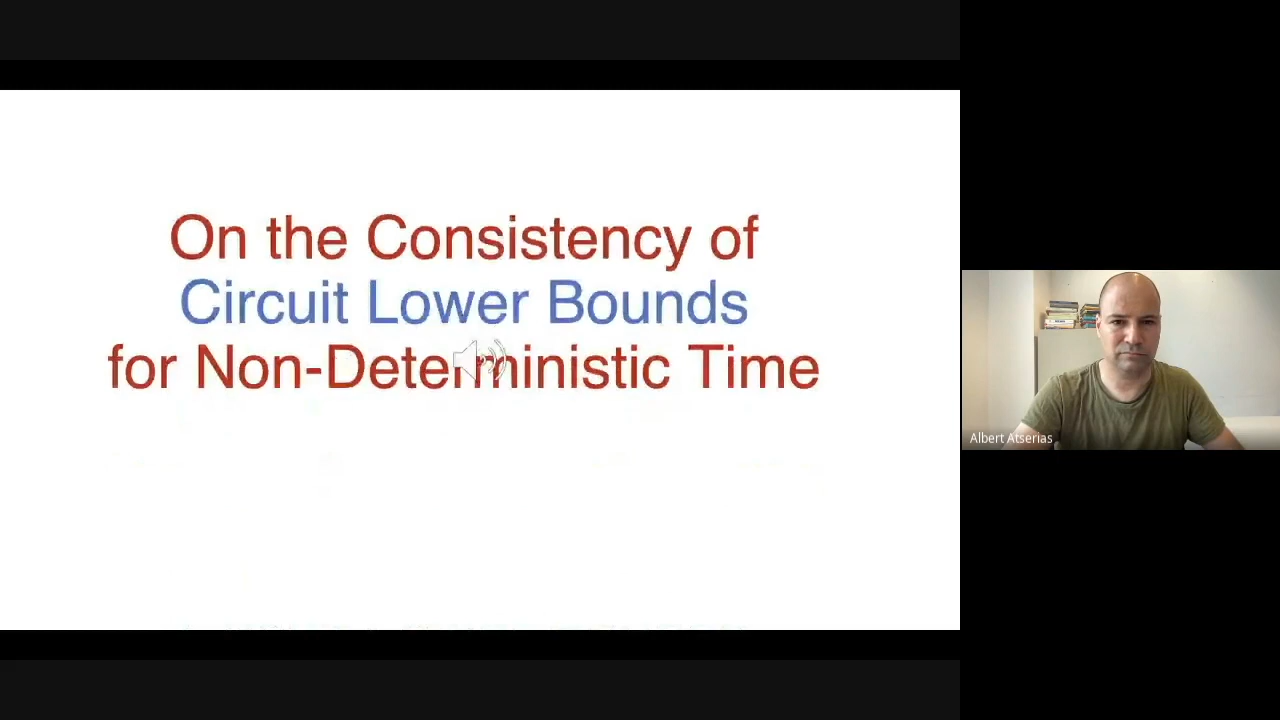 On the Consistency of
Circuit Lower Bounds
for Non-Deterministic Time
Albert Atserias